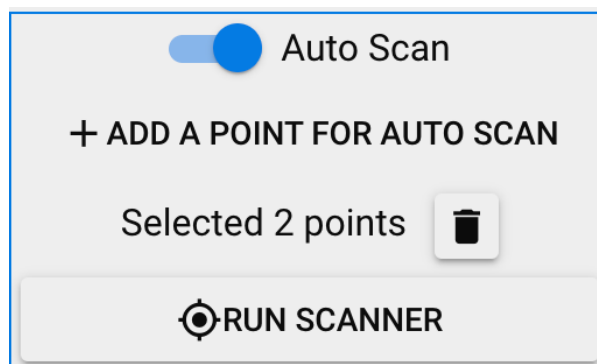 Auto Scan
+ ADD A POINT FOR AUTO SCAN
Selected 2 points
RUN SCANNER